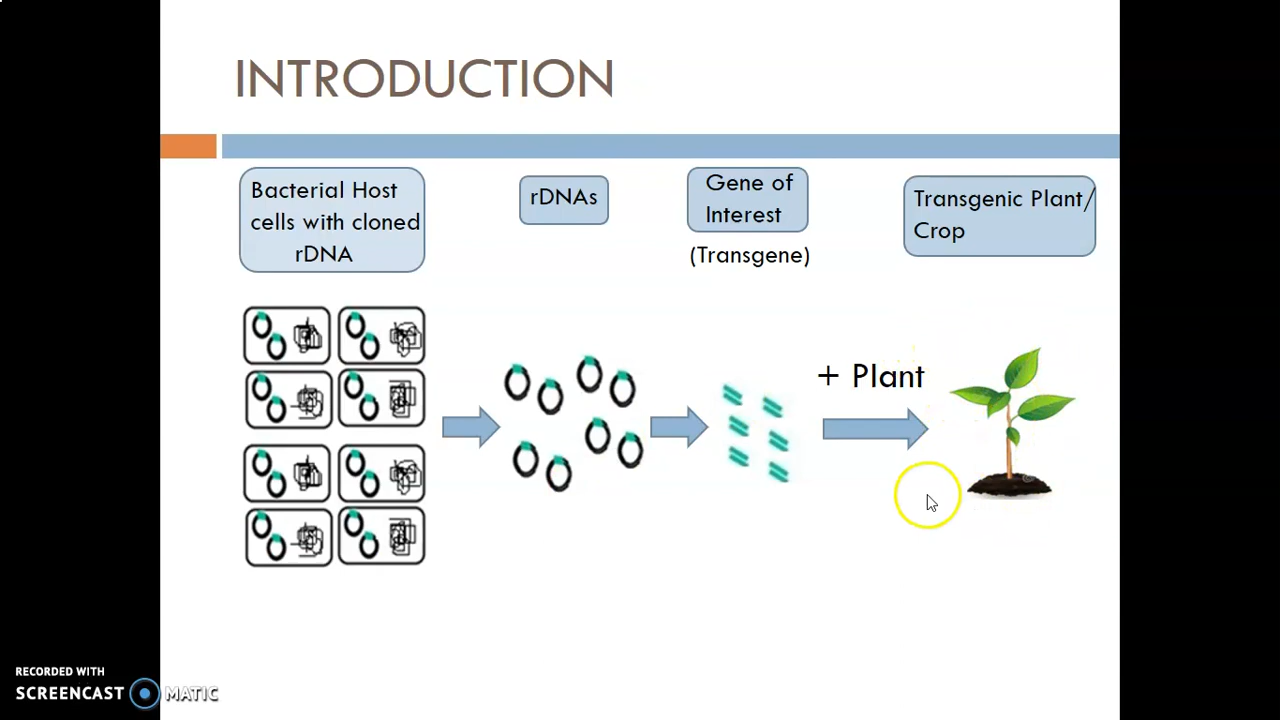 INTRODUCTION
Bacterial Host
cells with cloned
rDNA
rDNAs
Gene of
Interest
(Transgene)
Transgenic Plant/
Crop
+ Plant
RECORDED WITH
SCREENCAST MATIC